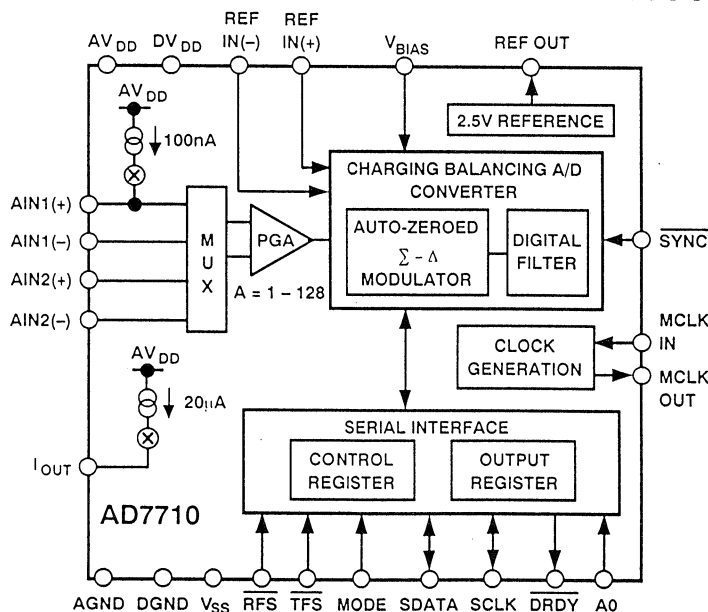 AV DD
DV DD
REF IN(–)
REF IN(+)
V BIAS
REF OUT
AV DD
100nA
2.5V REFERENCE
CHARGING BALANCING A/D
CONVERTER
AIN1(+)
AIN1(–)
AIN2(+)
AIN2(–)
MUX
PGA
A = 1 – 128
AUTO-ZEROED
Σ – Δ
MODULATOR
DIGITAL
FILTER
SYNC
MCLK
IN
CLOCK
GENERATION
MCLK
OUT
AV DD
20μA
I OUT
SERIAL INTERFACE
CONTROL
REGISTER
OUTPUT
REGISTER
AD7710
AGND
DGND
V SS
RFS
TFS
MODE
SDATA
SCLK
DRDY
A0